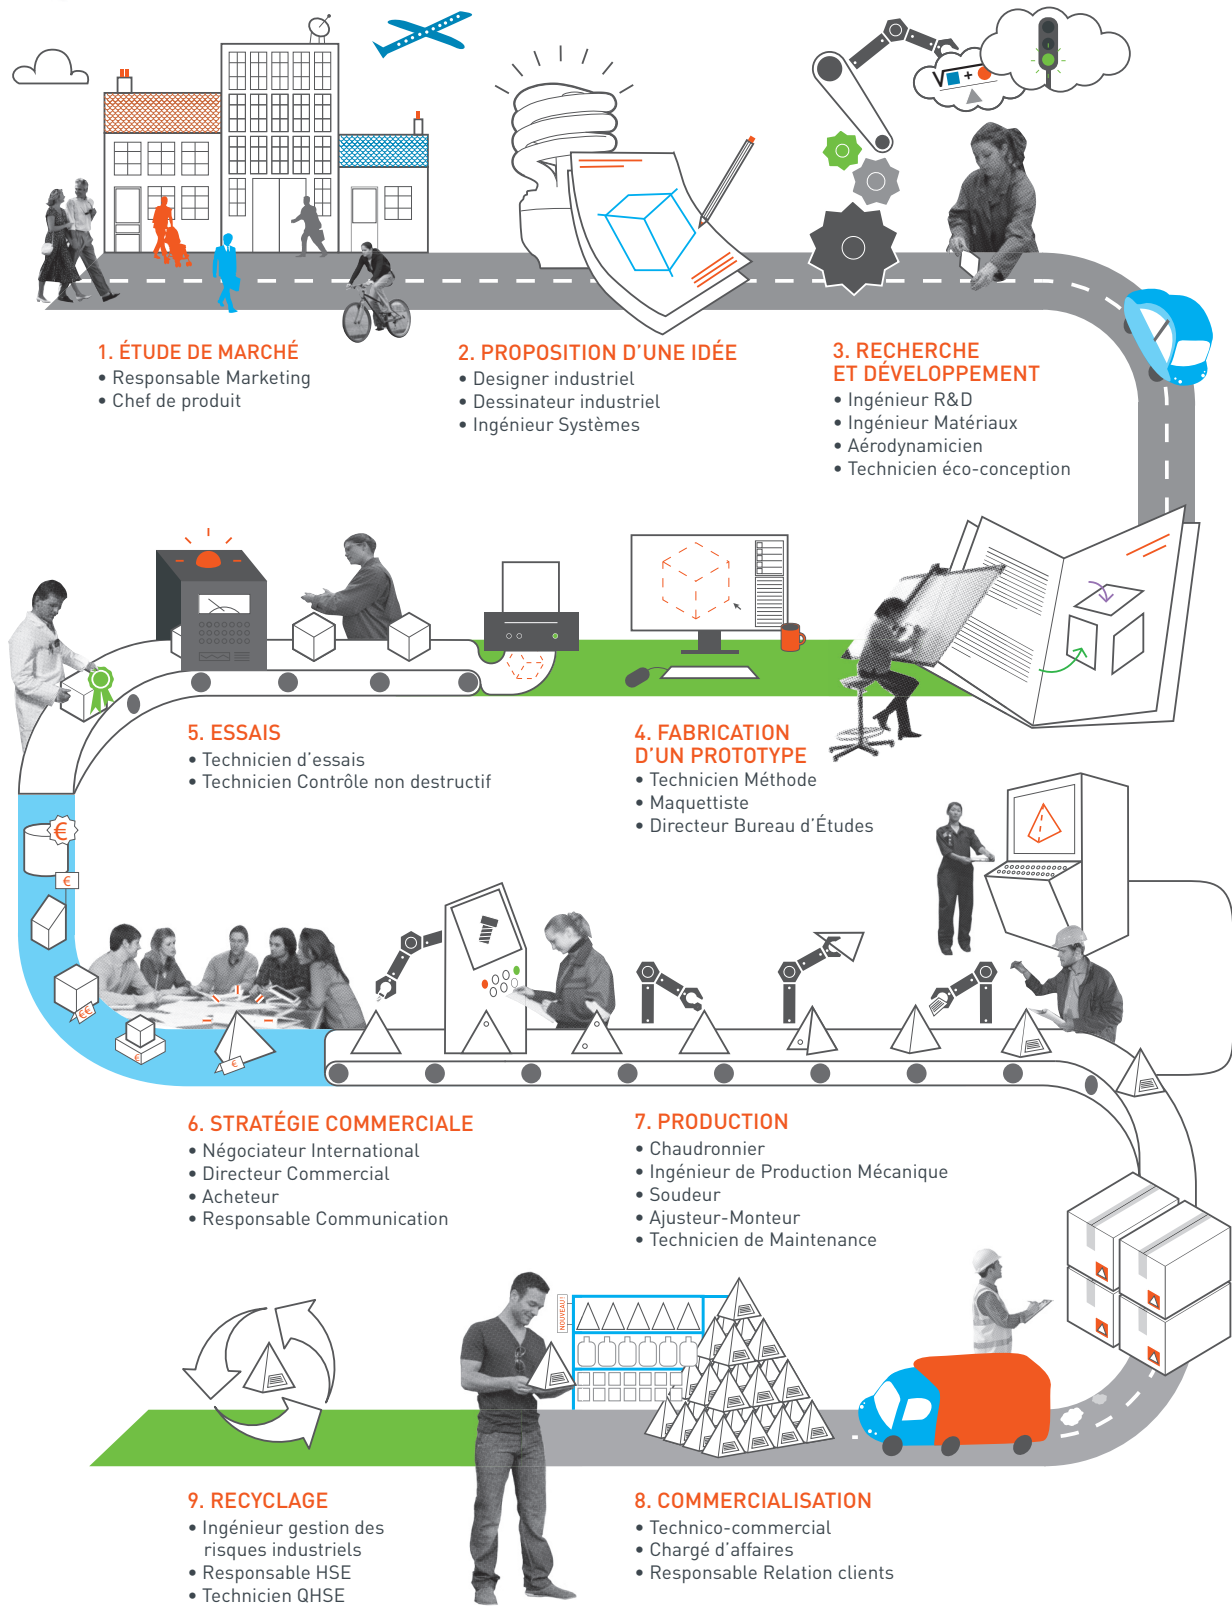 1. ÉTUDE DE MARCHÉ
• Responsable Marketing
• Chef de produit
2. PROPOSITION D'UNE IDÉE
• Designer industriel
• Dessinateur industriel
• Ingénieur Systèmes
3. RECHERCHE
ET DÉVELOPPEMENT
• Ingénieur R&D
• Ingénieur Matériaux
• Aérodynamicien
• Technicien éco-conception
5. ESSAIS
• Technicien d'essais
• Technicien Contrôle non destructif
4. FABRICATION
D'UN PROTOTYPE
• Technicien Méthode
• Maquettiste
• Directeur Bureau d'Études
€
€
€€
€
€
6. STRATÉGIE COMMERCIALE
• Négociateur International
• Directeur Commercial
• Acheteur
• Responsable Communication
7. PRODUCTION
• Chaudronnier
• Ingénieur de Production Mécanique
• Soudeur
• Ajusteur-Monteur
• Technicien de Maintenance
NOUVEAU!
9. RECYCLAGE
• Ingénieur gestion des
risques industriels
• Responsable HSE
• Technicien QHSE
8. COMMERCIALISATION
• Technico-commercial
• Chargé d'affaires
• Responsable Relation clients